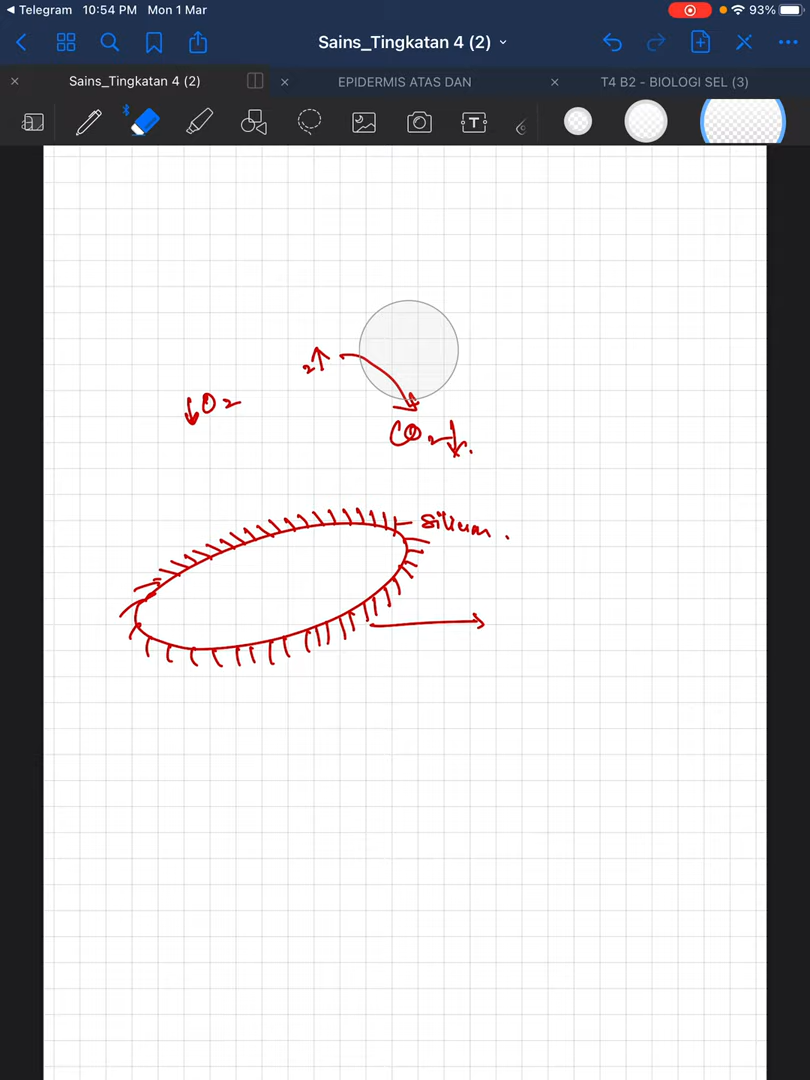 Telegram 10:54 PM Mon 1 Mar 93%
Sains_Tingkatan 4 (2)
Sains_Tingkatan 4 (2) EPIDERMIS ATAS DAN T4 B2 - BIOLOGI SEL (3)
T
2↑
↓O2
CO2↓.
silium.